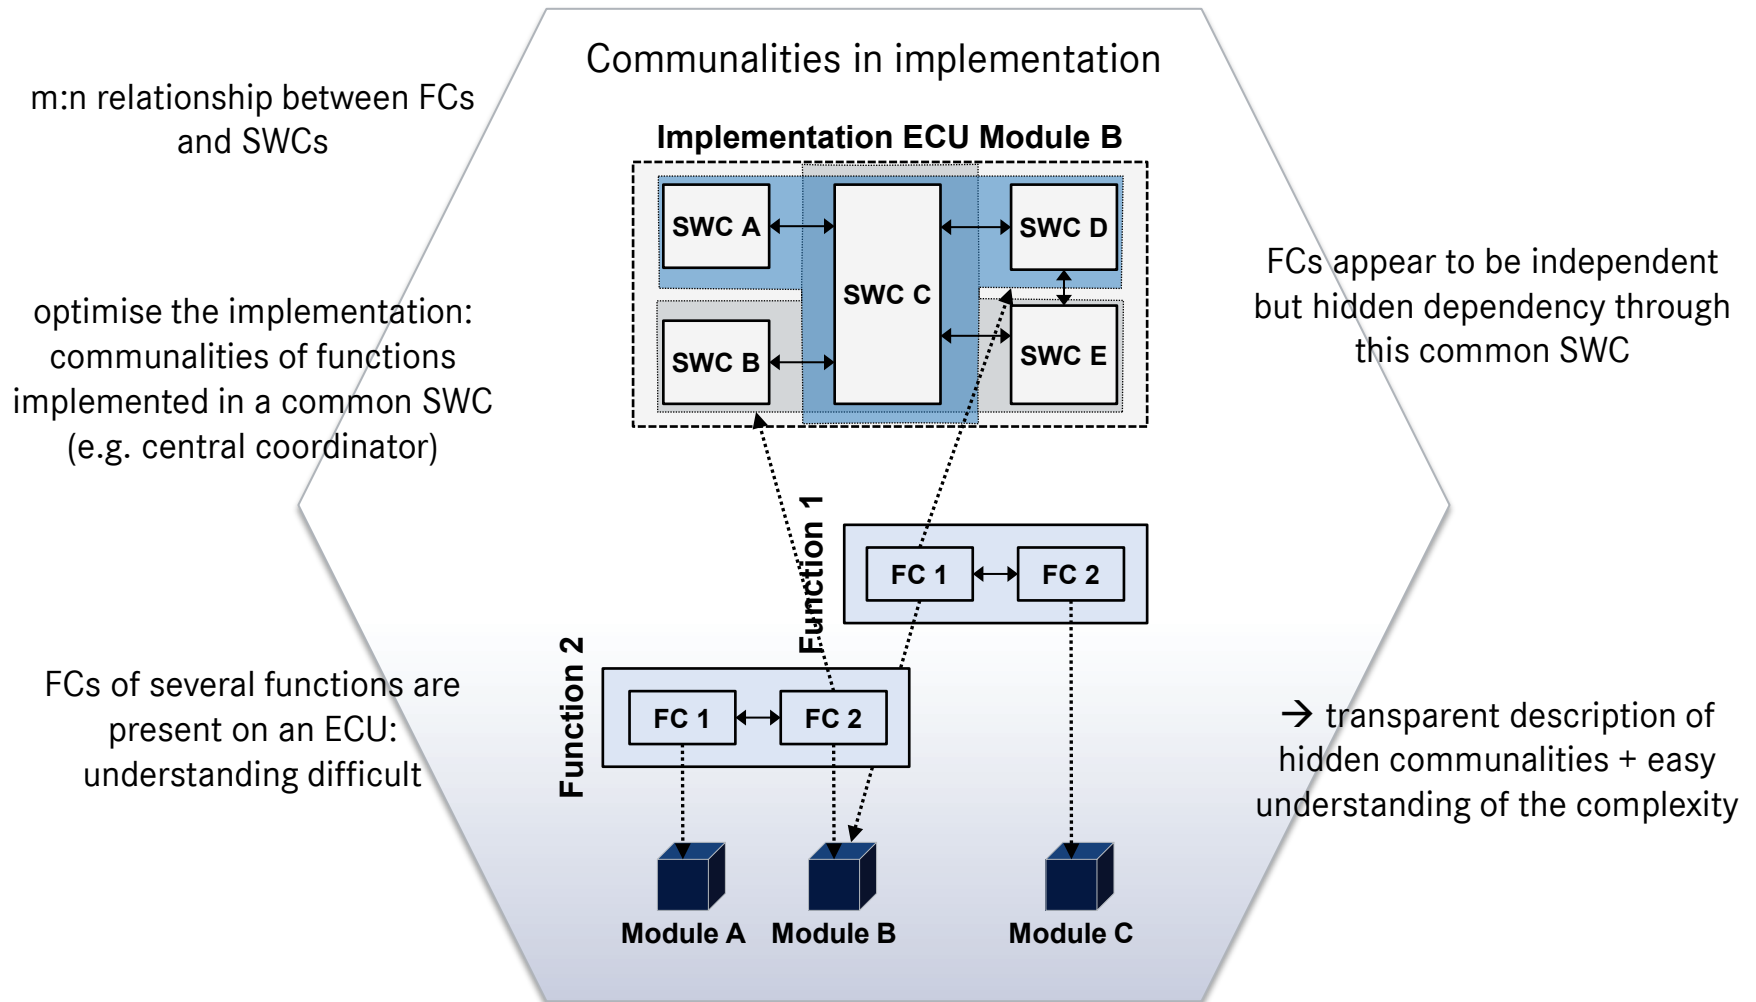 Communalities in implementation
m:n relationship between FCs
and SWCs
optimise the implementation:
communalities of functions
implemented in a common SWC
(e.g. central coordinator)
FCs of several functions are
present on an ECU:
understanding difficult
Implementation ECU Module B
SWC A
SWC B
SWC C
SWC D
SWC E
Function 1
FC 1
FC 2
Function 2
FC 1
FC 2
Module A
Module B
Module C
FCs appear to be independent
but hidden dependency through
this common SWC
→ transparent description of
hidden communalities + easy
understanding of the complexity